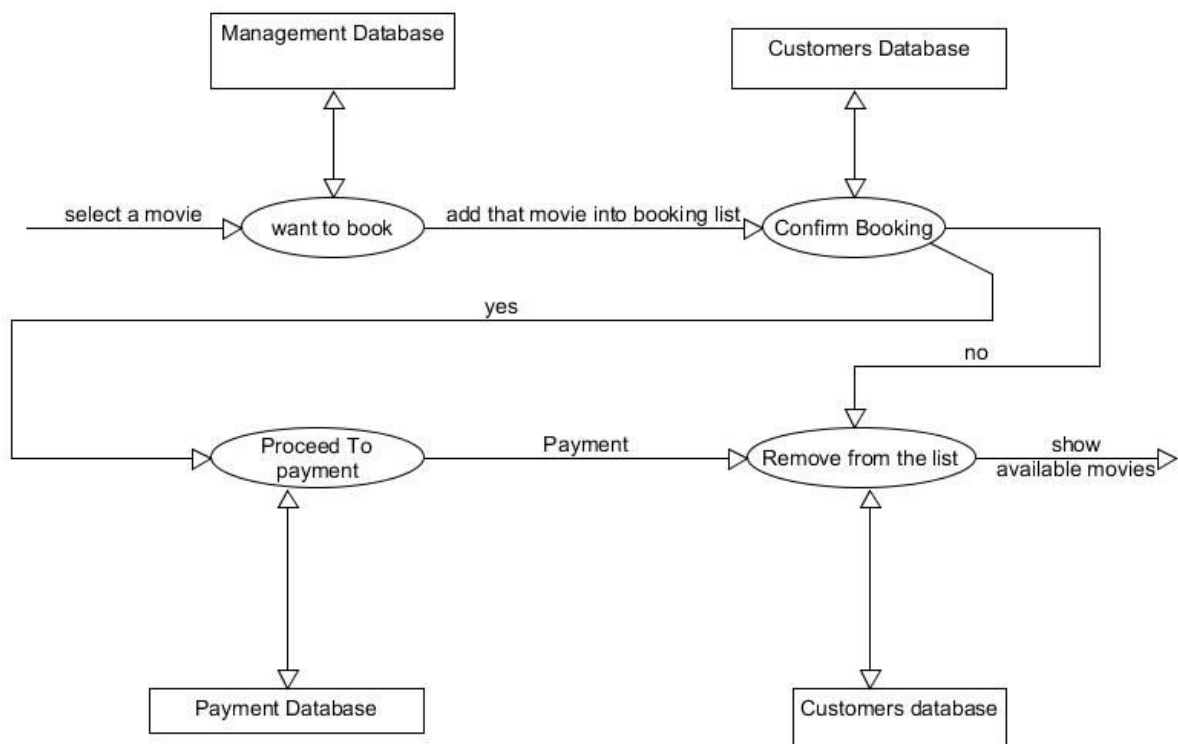 Management Database
Customers Database
select a movie
want to book
add that movie into booking list
Confirm Booking
yes
no
Proceed To
payment
Payment
Remove from the list
show
available movies
Payment Database
Customers database